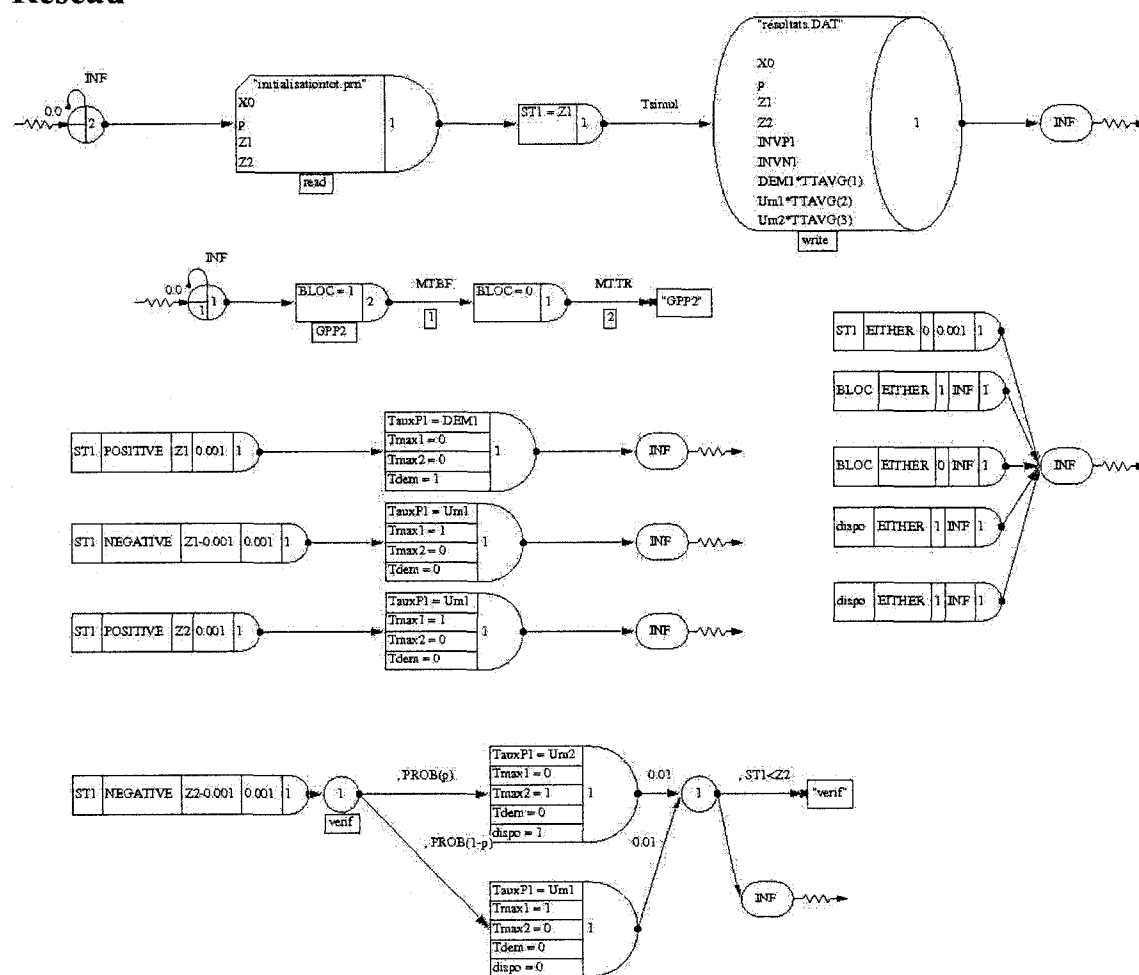 Réseau
INF
0.0
2
"initialisationtot.prn"
X0
p
Z1
Z2
1
read
ST1 = Z1
1
Tsimul
"résultats.DAT"
X0
p
Z1
Z2
INVP1
INVN1
DEM1*TTAVG(1)
Um1*TTAVG(2)
Um2*TTAVG(3)
1
write
INF
INF
0.0
1
1
BLOC = 1
2
GPP2
MTBF
1
BLOC = 0
1
MTTR
2
"GPP2"
ST1 EITHER 0 0.001 1
BLOC EITHER 1 INF 1
BLOC EITHER 0 INF 1
dispo EITHER 1 INF 1
dispo EITHER 1 INF 1
INF
ST1 POSITIVE Z1 0.001 1
TauxP1 = DEM1
Tmax1 = 0
Tmax2 = 0
Tdem = 1
1
INF
ST1 NEGATIVE Z1-0.001 0.001 1
TauxP1 = Um1
Tmax1 = 1
Tmax2 = 0
Tdem = 0
1
INF
ST1 POSITIVE Z2 0.001 1
TauxP1 = Um1
Tmax1 = 1
Tmax2 = 0
Tdem = 0
1
INF
ST1 NEGATIVE Z2-0.001 0.001 1
1
verif
, PROB(p)
, PROB(1-p)
TauxP1 = Um2
Tmax1 = 0
Tmax2 = 1
Tdem = 0
dispo = 1
1
0.01
TauxP1 = Um1
Tmax1 = 1
Tmax2 = 0
Tdem = 0
dispo = 0
1
0.01
1
, ST1<Z2
"verif"
INF